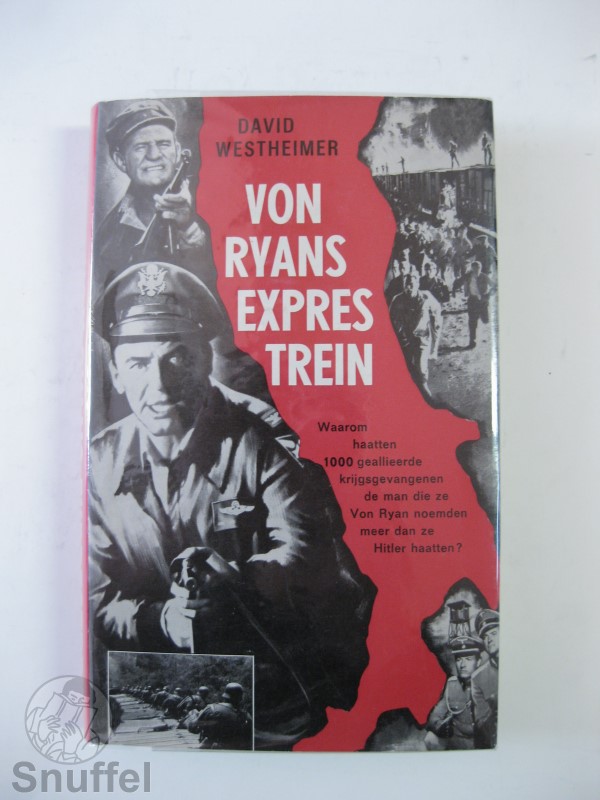 DAVID
WESTHEIMER
VON
RYANS
EXPRES
TREIN
Waarom
haatten
1000 geallieerde
krijgsgevangenen
de man die ze
Von Ryan noemden
meer dan ze
Hitler haatten?
Snuffel